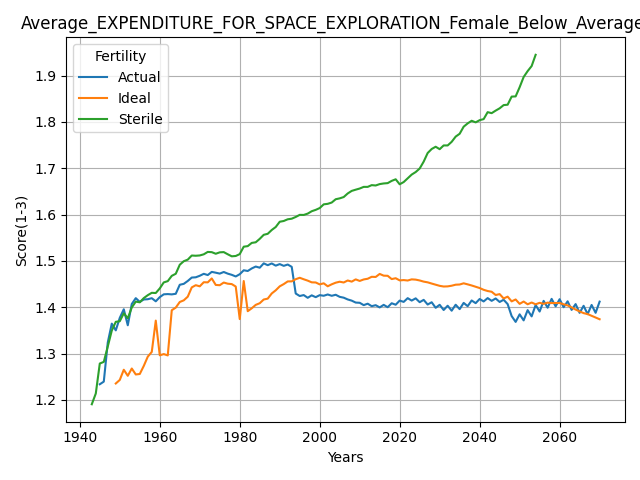 Average_EXPENDITURE_FOR_SPACE_EXPLORATION_Female_Below_Average
Fertility
Actual
Ideal
Sterile
Score(1-3)
1.9
1.8
1.7
1.6
1.5
1.4
1.3
1.2
1940 1960 1980 2000 2020 2040 2060
Years